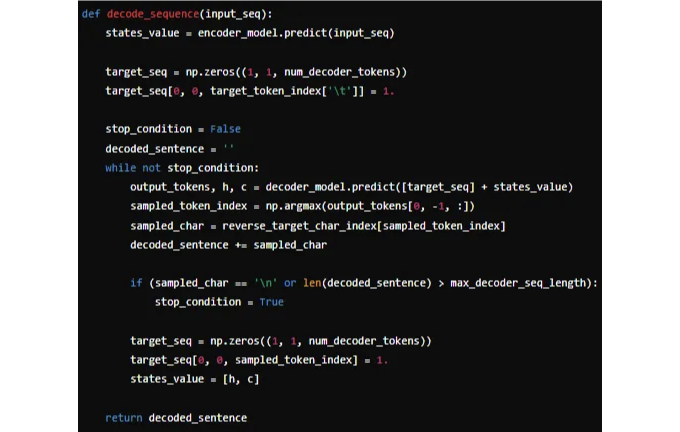 def decode_sequence(input_seq):
    states_value = encoder_model.predict(input_seq)

    target_seq = np.zeros((1, 1, num_decoder_tokens))
    target_seq[0, 0, target_token_index['\t']] = 1.

    stop_condition = False
    decoded_sentence = ''
    while not stop_condition:
        output_tokens, h, c = decoder_model.predict([target_seq] + states_value)
        sampled_token_index = np.argmax(output_tokens[0, -1, :])
        sampled_char = reverse_target_char_index[sampled_token_index]
        decoded_sentence += sampled_char

        if (sampled_char == '\n' or len(decoded_sentence) > max_decoder_seq_length):
            stop_condition = True

        target_seq = np.zeros((1, 1, num_decoder_tokens))
        target_seq[0, 0, sampled_token_index] = 1.
        states_value = [h, c]

    return decoded_sentence